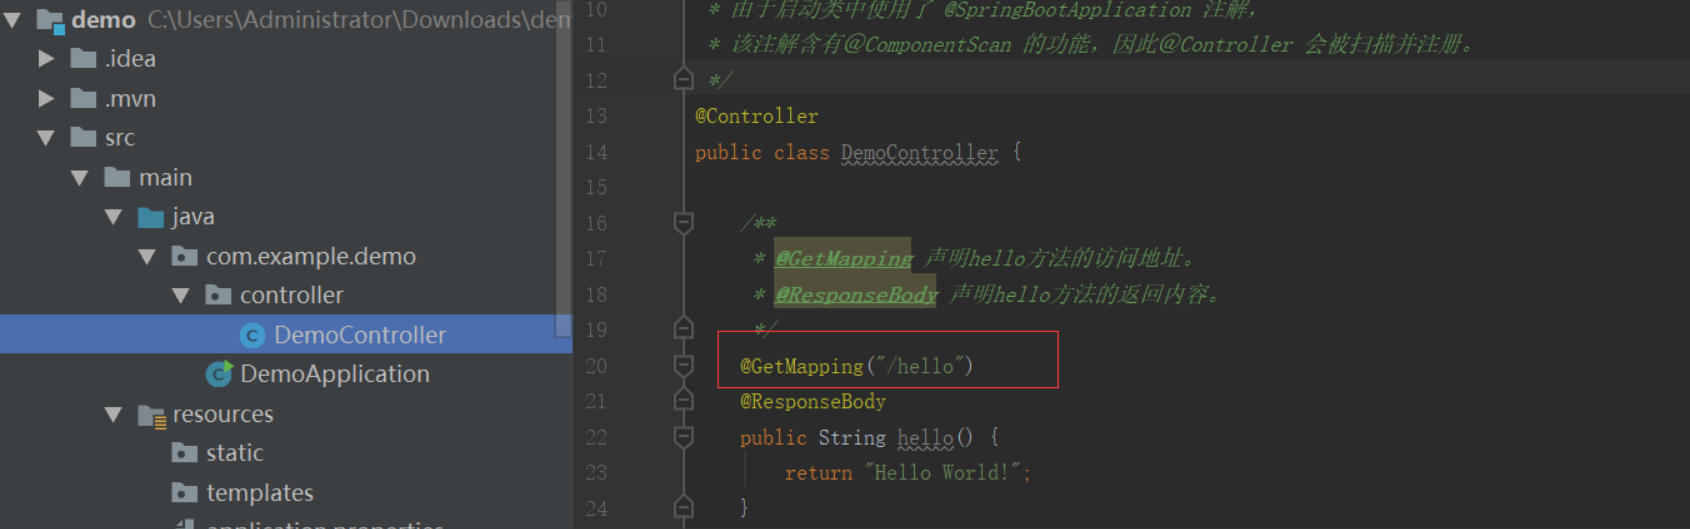 demo C:\Users\Administrator\Downloads\dem
.idea
.mvn
src
main
java
com.example.demo
controller
DemoController
DemoApplication
resources
static
templates
application.properties
10 * 由于启动类中使用了 @SpringBootApplication 注解，
11 * 该注解含有@ComponentScan 的功能，因此@Controller 会被扫描并注册。
12 */
13 @Controller
14 public class DemoController {
15
16 /**
17 * @GetMapping 声明hello方法的访问地址。
18 * @ResponseBody 声明hello方法的返回内容。
19 */
20 @GetMapping("/hello")
21 @ResponseBody
22 public String hello() {
23 return "Hello World!";
24 }